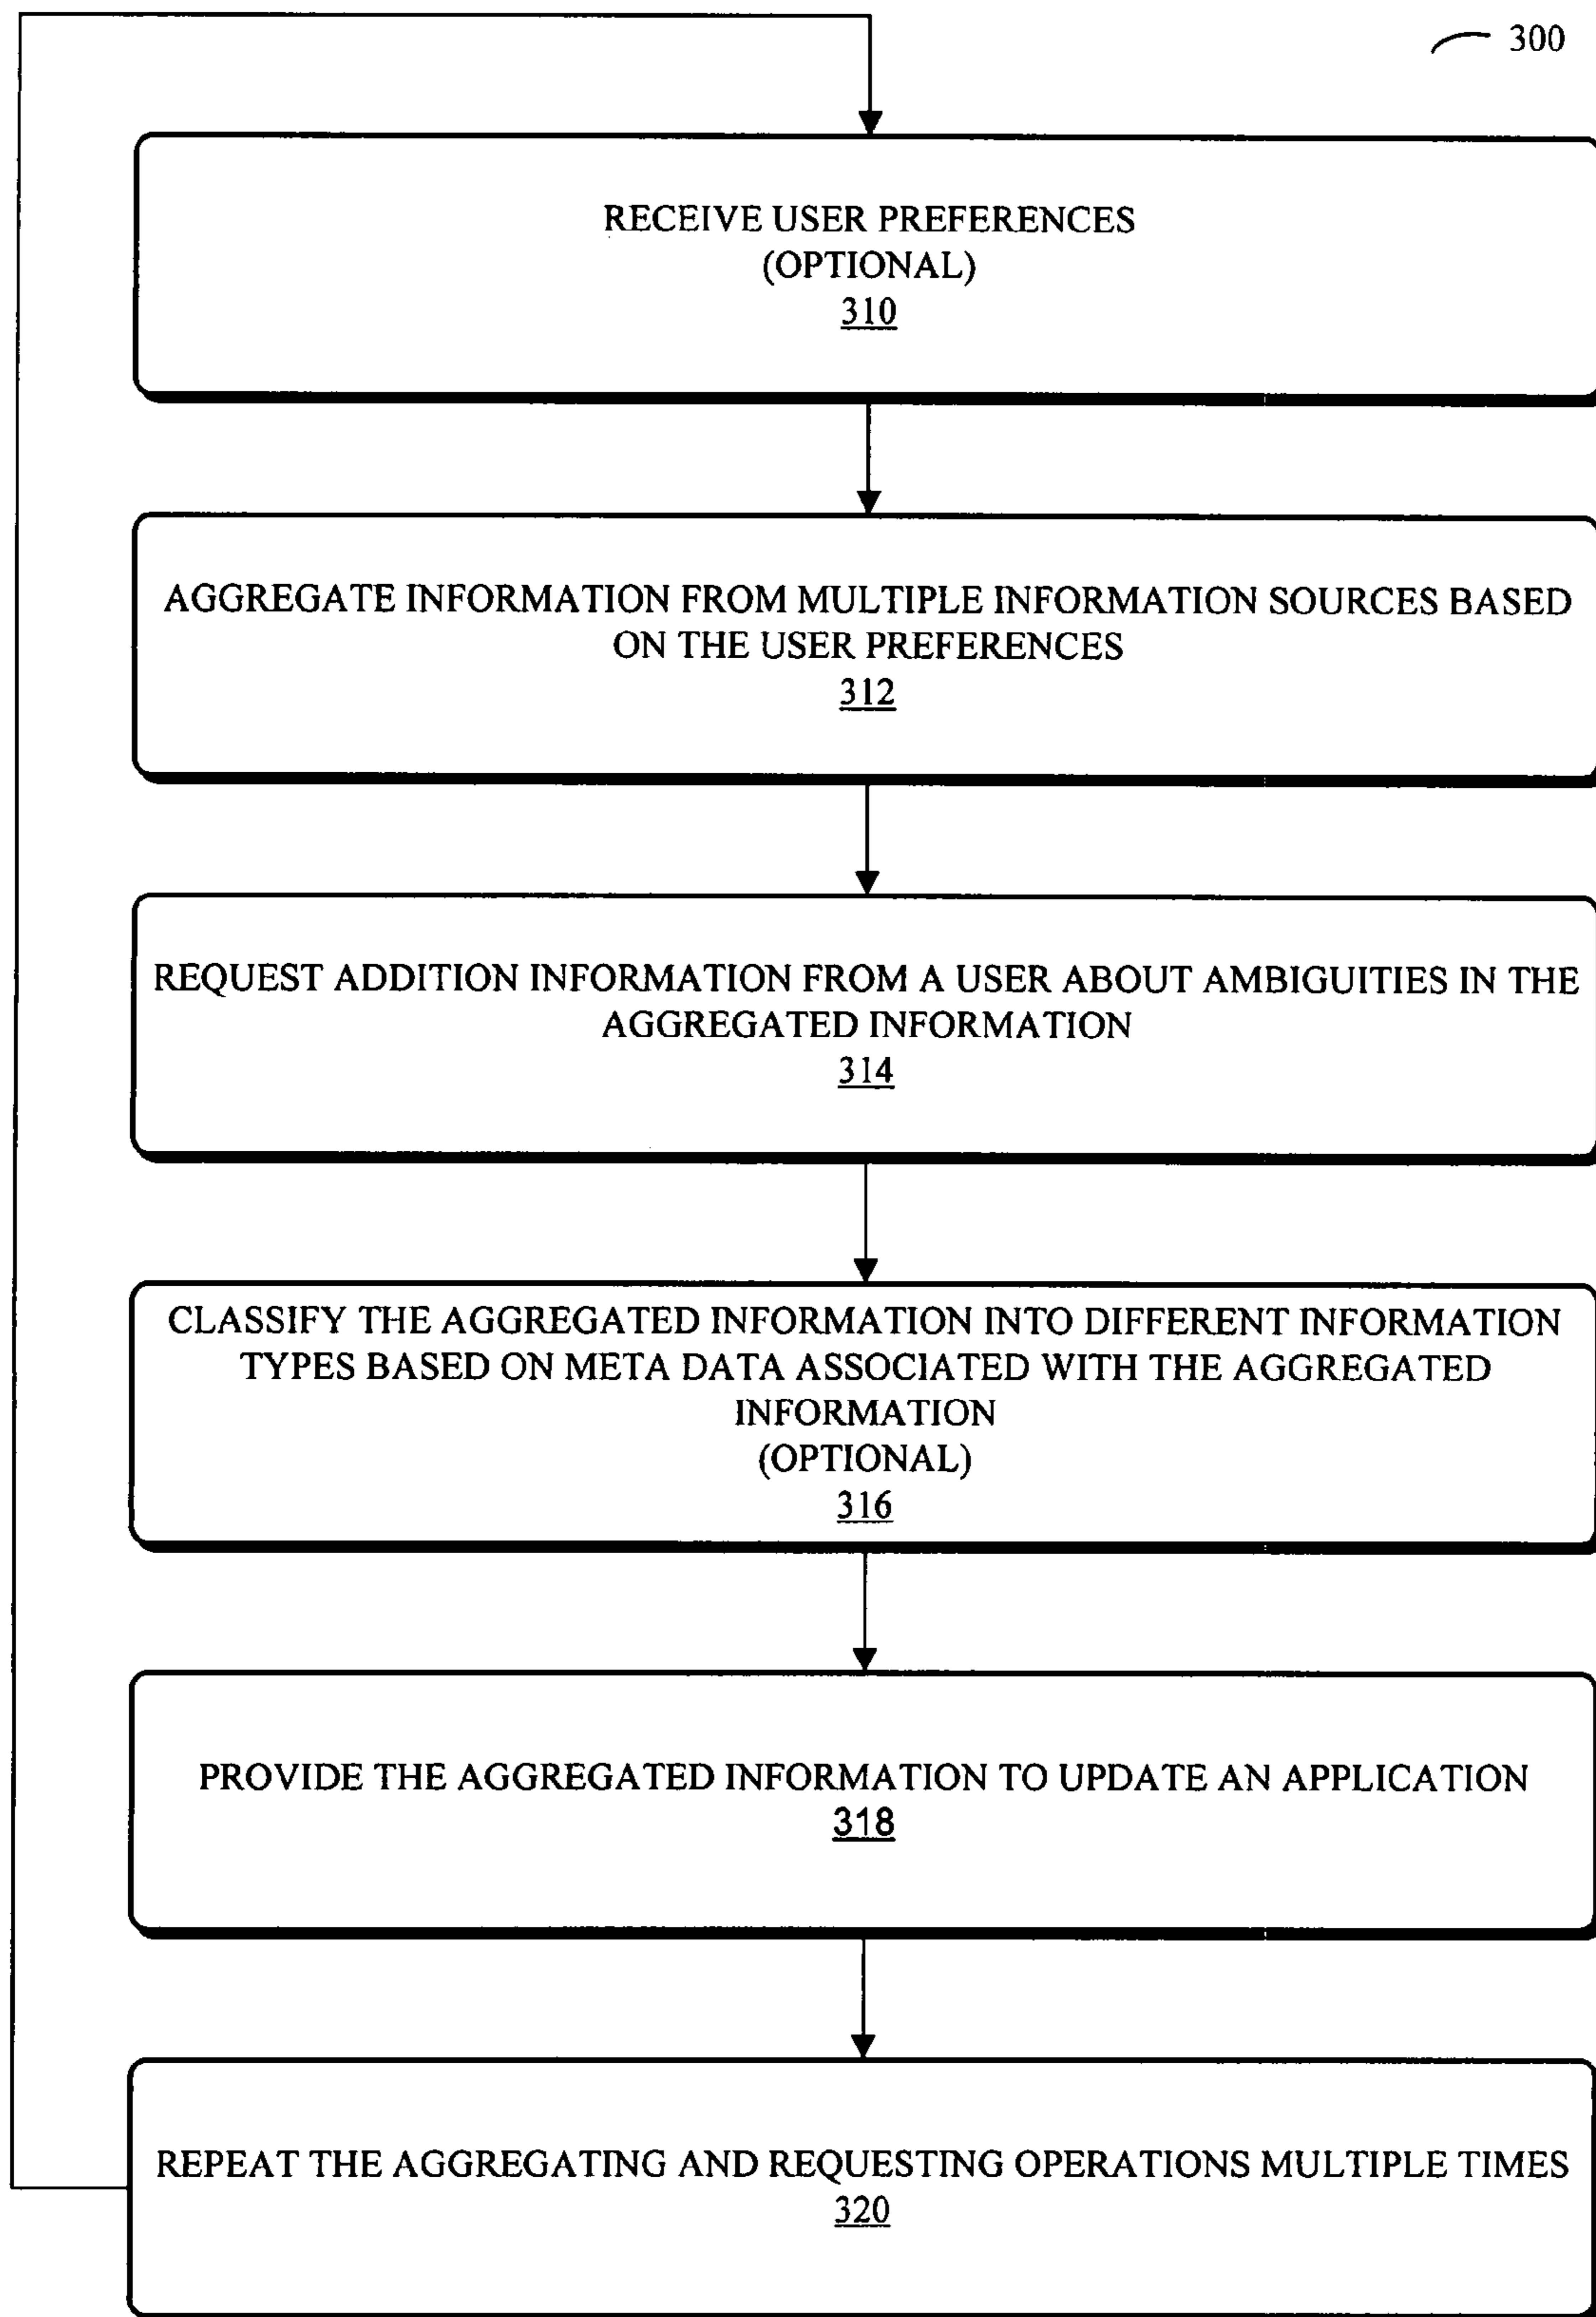 300
RECEIVE USER PREFERENCES
(OPTIONAL)
310
AGGREGATE INFORMATION FROM MULTIPLE INFORMATION SOURCES BASED
ON THE USER PREFERENCES
312
REQUEST ADDITION INFORMATION FROM A USER ABOUT AMBIGUITIES IN THE
AGGREGATED INFORMATION
314
CLASSIFY THE AGGREGATED INFORMATION INTO DIFFERENT INFORMATION
TYPES BASED ON META DATA ASSOCIATED WITH THE AGGREGATED
INFORMATION
(OPTIONAL)
316
PROVIDE THE AGGREGATED INFORMATION TO UPDATE AN APPLICATION
318
REPEAT THE AGGREGATING AND REQUESTING OPERATIONS MULTIPLE TIMES
320